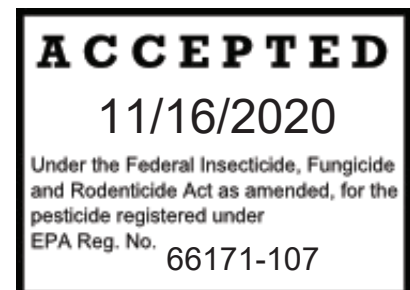 ACCEPTED
11/16/2020
Under the Federal Insecticide, Fungicide
and Rodenticide Act as amended, for the
pesticide registered under
EPA Reg. No. 66171-107